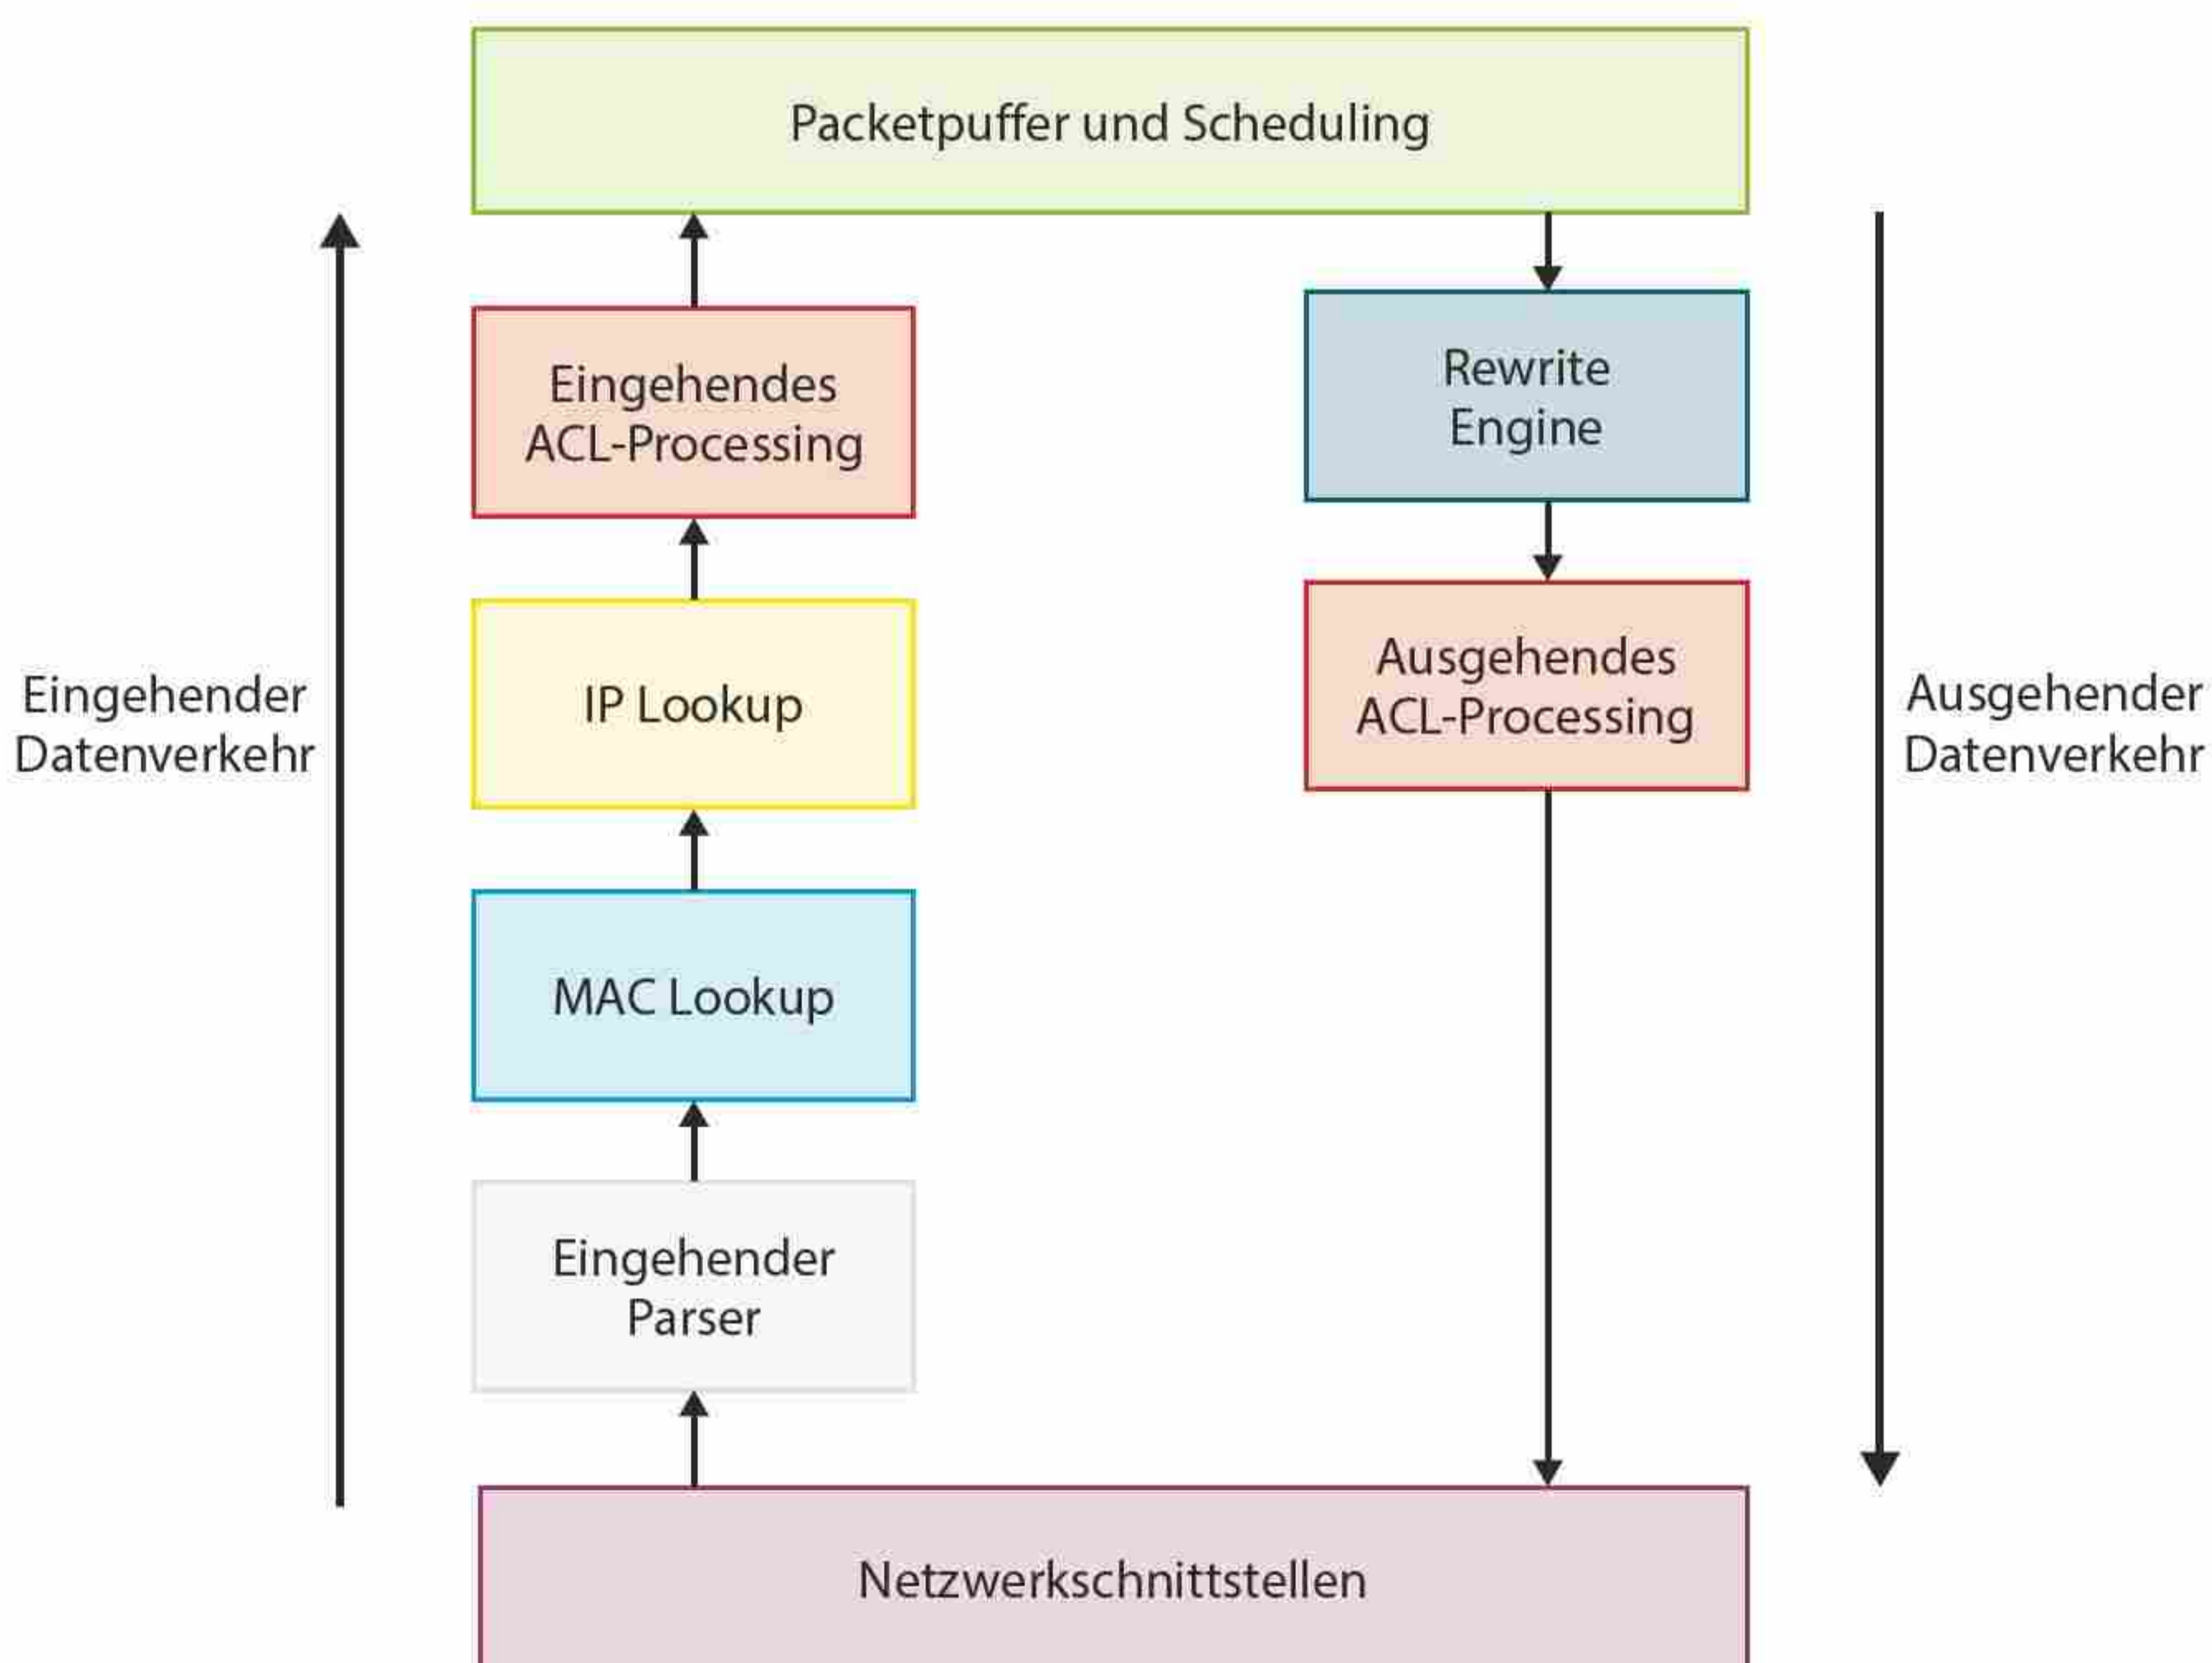 Packetpuffer und Scheduling
Eingehendes
ACL-Processing
Rewrite
Engine
IP Lookup
Ausgehendes
ACL-Processing
Eingehender
Datenverkehr
Ausgehender
Datenverkehr
MAC Lookup
Eingehender
Parser
Netzwerkschnittstellen